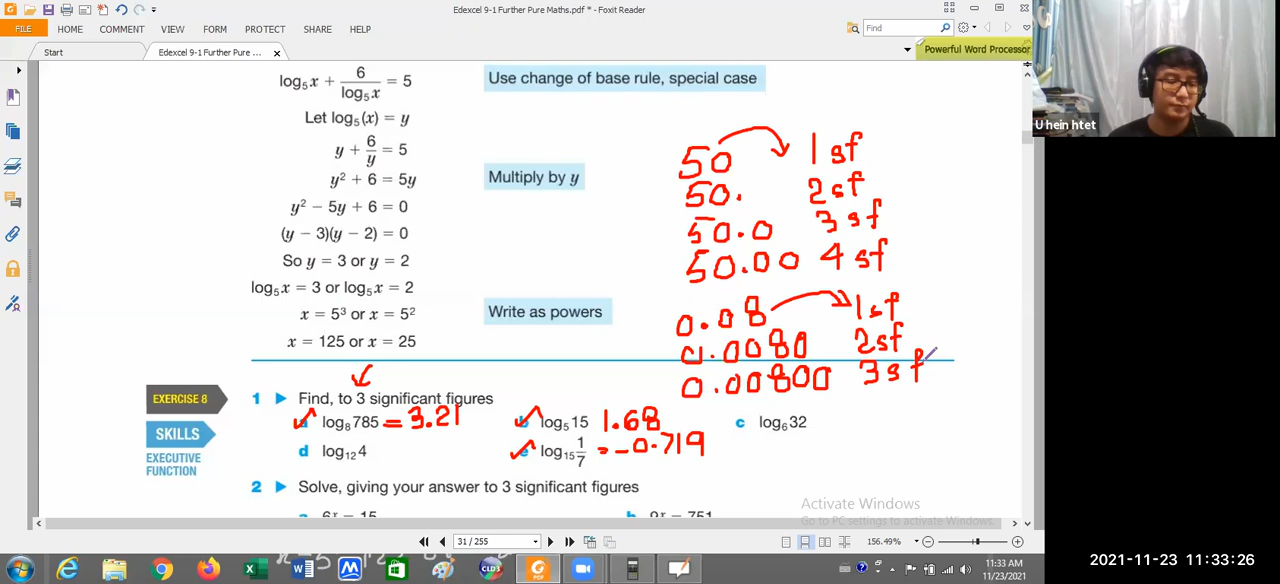 Edexcel 9-1 Further Pure Maths.pdf * - Foxit Reader
FILE HOME COMMENT VIEW FORM PROTECT SHARE HELP
Find
Start
Edexcel 9-1 Further Pure ...
Powerful Word Processor
U hein htet
log₅x + 6/log₅x = 5
Use change of base rule, special case
Let log₅(x) = y
y + 6/y = 5
y² + 6 = 5y
Multiply by y
y² − 5y + 6 = 0
(y − 3)(y − 2) = 0
So y = 3 or y = 2
log₅x = 3 or log₅x = 2
x = 5³ or x = 5²
Write as powers
x = 125 or x = 25
50 1 sf
50. 2 sf
50.0 3 sf
50.00 4 sf
0.08 1 sf
0.0080 2sf
0.00800 3 sf
EXERCISE 8
1 Find, to 3 significant figures
SKILLS
EXECUTIVE
FUNCTION
a log₈785 = 3.21 b log₅15 1.68 c log₆32
d log₁₂4 e log₁₅ 1/7 = -0.719
2 Solve, giving your answer to 3 significant figures
a 6ˣ = 15 b 9ˣ = 751
Activate Windows
Go to PC settings to activate Windows.
31 / 255
156.49%
2021-11-23 11:33:26
11:33 AM
11/23/2021